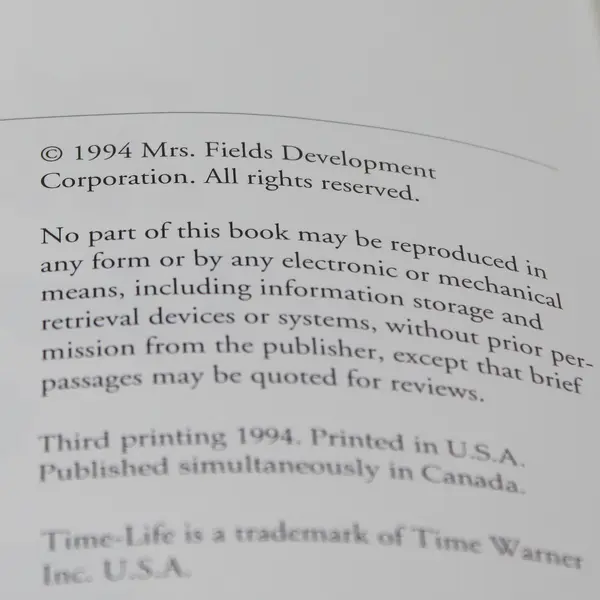 © 1994 Mrs. Fields Development
Corporation. All rights reserved.
No part of this book may be reproduced in
any form or by any electronic or mechanical
means, including information storage and
retrieval devices or systems, without prior per-
mission from the publisher, except that brief
passages may be quoted for reviews.
Third printing 1994. Printed in U.S.A.
Published simultaneously in Canada.
Time-Life is a trademark of Time Warner
Inc. U.S.A.